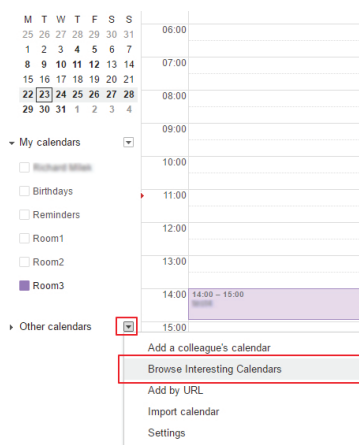 M T W T F S S
25 26 27 28 29 30 31
1 2 3 4 5 6 7
8 9 10 11 12 13 14
15 16 17 18 19 20 21
22 23 24 25 26 27 28
29 30 31 1 2 3 4
My calendars
Birthdays
Reminders
Room1
Room2
Room3
Other calendars
06:00
07:00
08:00
09:00
10:00
11:00
12:00
13:00
14:00 14:00 – 15:00
15:00
Add a colleague's calendar
Browse Interesting Calendars
Add by URL
Import calendar
Settings